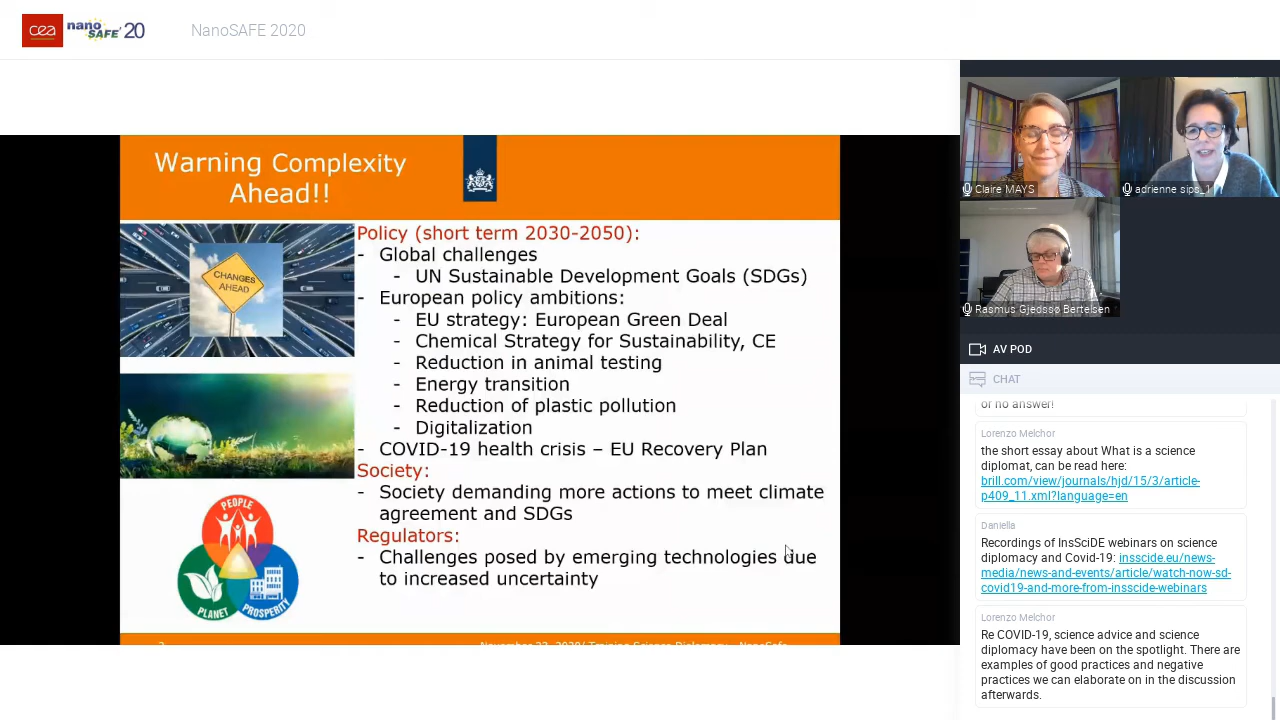 cea
nano
SAFE' 20
NanoSAFE 2020
Warning Complexity
Ahead!!
CHANGES
AHEAD
PEOPLE
PLANET
PROSPERITY
Policy (short term 2030-2050):
- Global challenges
- UN Sustainable Development Goals (SDGs)
- European policy ambitions:
- EU strategy: European Green Deal
- Chemical Strategy for Sustainability, CE
- Reduction in animal testing
- Energy transition
- Reduction of plastic pollution
- Digitalization
- COVID-19 health crisis – EU Recovery Plan
Society:
- Society demanding more actions to meet climate
agreement and SDGs
Regulators:
- Challenges posed by emerging technologies due
to increased uncertainty
Claire MAYS
adrienne sips_1
Rasmus Gjedssø Bertelsen
AV POD
CHAT
or no answer!
Lorenzo Melchor
the short essay about What is a science
diplomat, can be read here:
brill.com/view/journals/hjd/15/3/article-
p409_11.xml?language=en
Daniella
Recordings of InsSciDE webinars on science
diplomacy and Covid-19: insscide.eu/news-
media/news-and-events/article/watch-now-sd-
covid19-and-more-from-insscide-webinars
Lorenzo Melchor
Re COVID-19, science advice and science
diplomacy have been on the spotlight. There are
examples of good practices and negative
practices we can elaborate on in the discussion
afterwards.